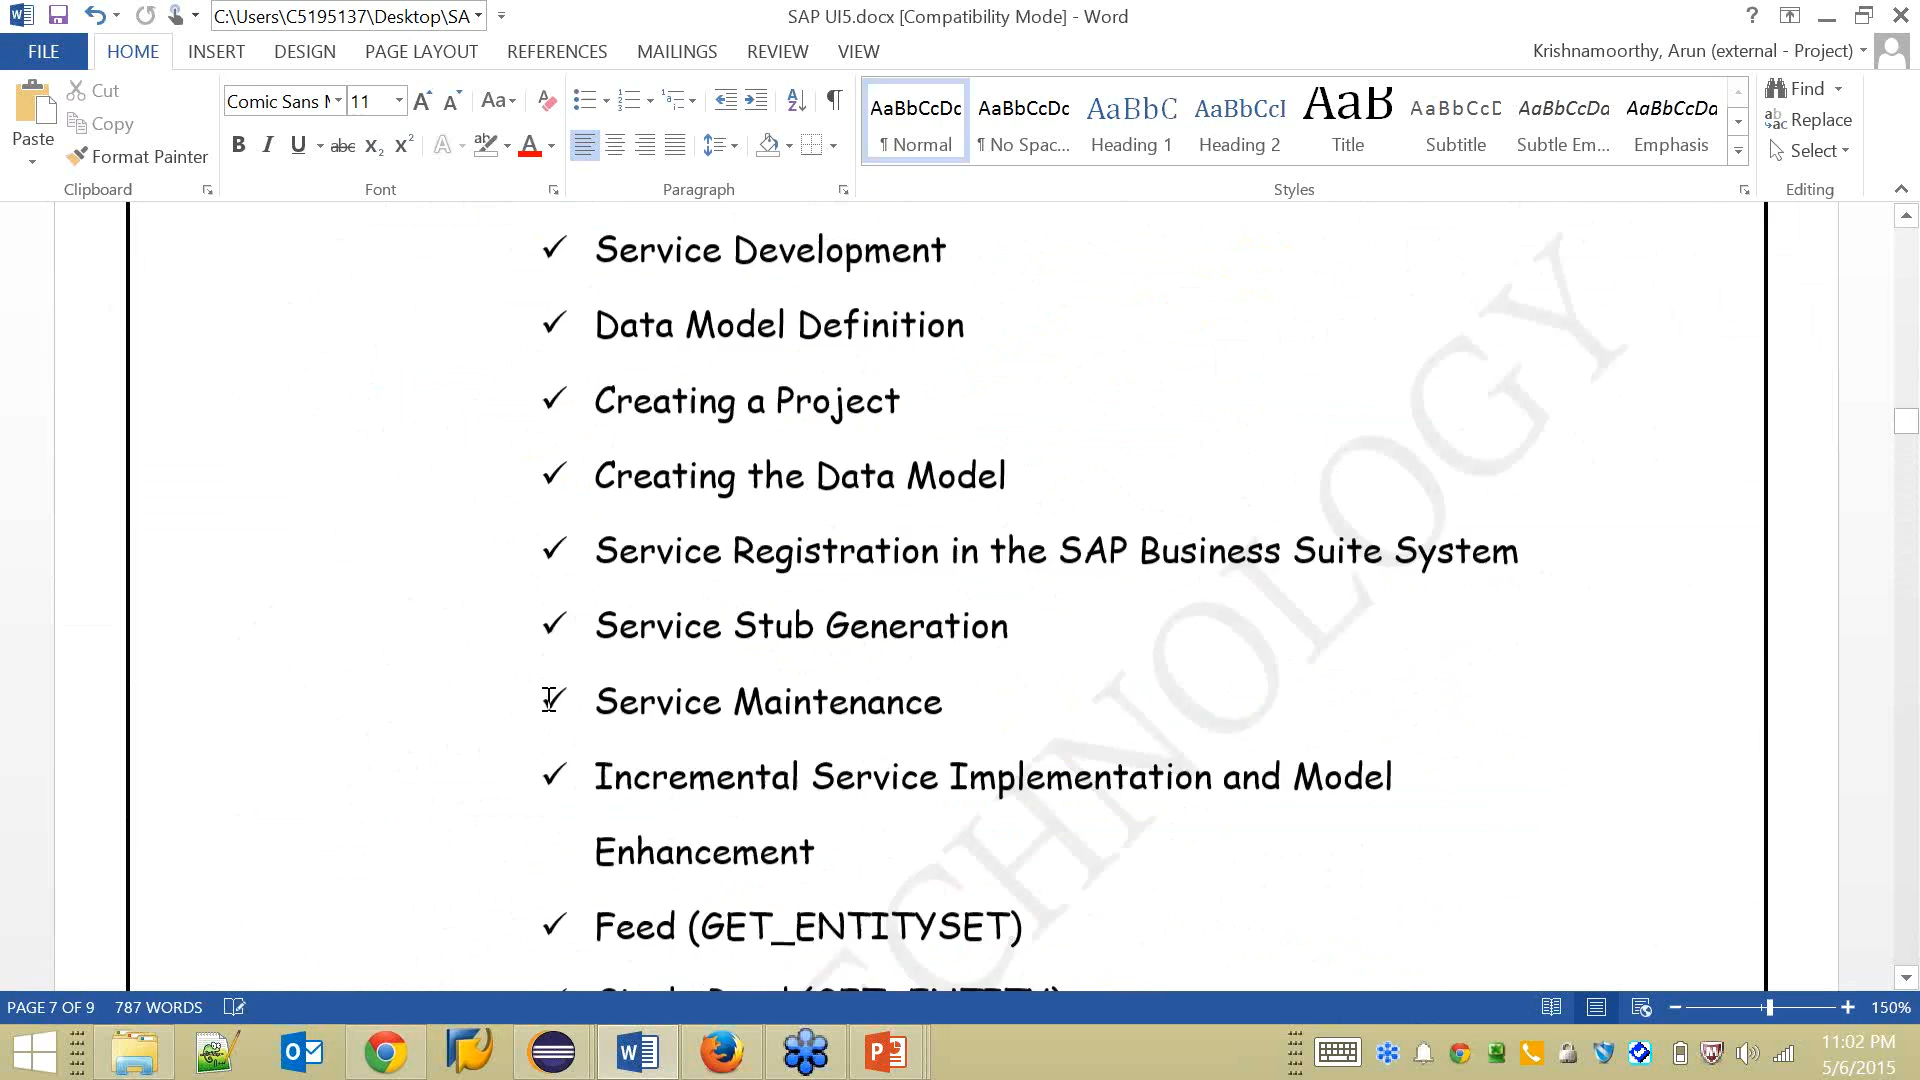 C:\Users\C5195137\Desktop\SA
SAP UI5.docx [Compatibility Mode] - Word
FILE HOME INSERT DESIGN PAGE LAYOUT REFERENCES MAILINGS REVIEW VIEW
Krishnamoorthy, Arun (external - Project)
Paste
Cut
Copy
Format Painter
Clipboard
Comic Sans 11
Font
Paragraph
AaBbCcDc AaBbCcDc AaBbC AaBbCcI AaB AaBbCcD AaBbCcDa AaBbCcDa
¶ Normal ¶ No Spac... Heading 1 Heading 2 Title Subtitle Subtle Em... Emphasis
Styles
Find
Replace
Select
Editing
✓ Service Development
✓ Data Model Definition
✓ Creating a Project
✓ Creating the Data Model
✓ Service Registration in the SAP Business Suite System
✓ Service Stub Generation
✓ Service Maintenance
✓ Incremental Service Implementation and Model
Enhancement
✓ Feed (GET_ENTITYSET)
TECHNOLOGY
PAGE 7 OF 9 787 WORDS
150%
11:02 PM
5/6/2015